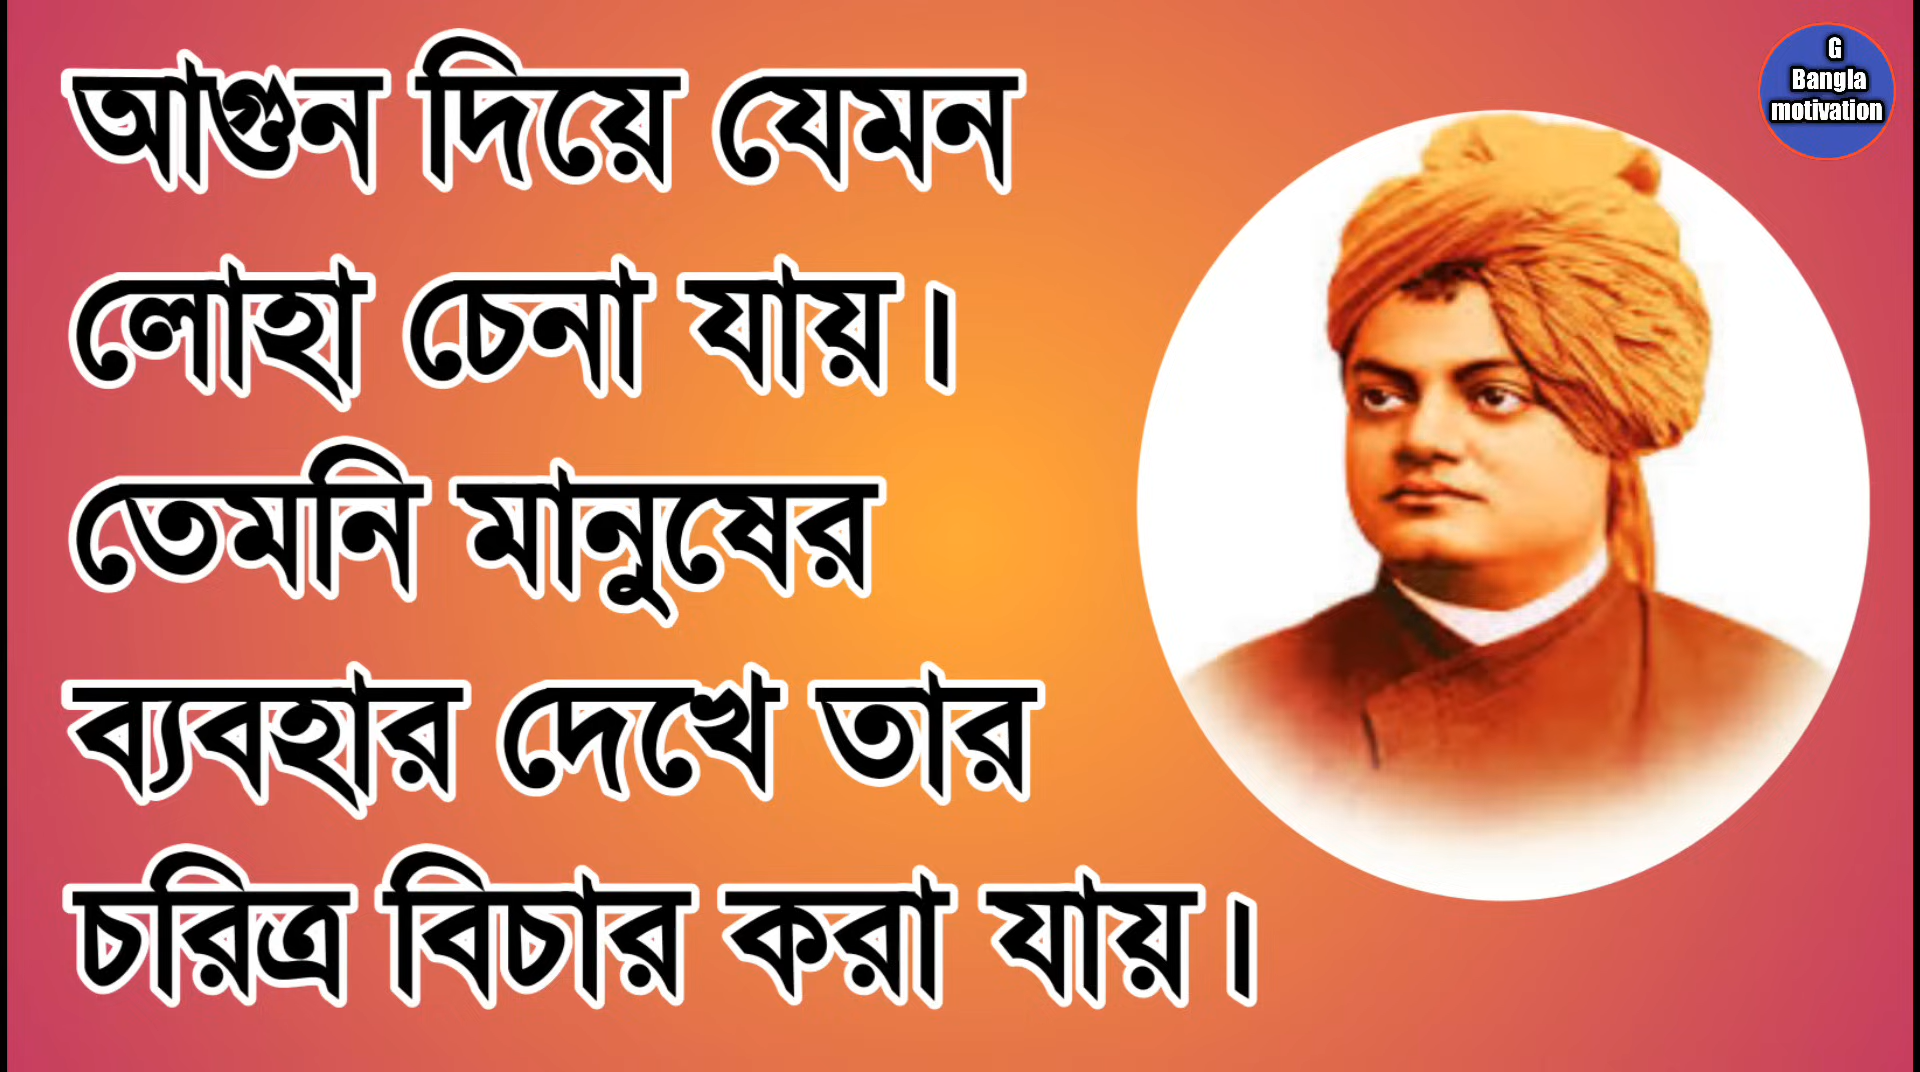 আগুন দিয়ে যেমন
লোহা চেনা যায়।
তেমনি মানুষের
ব্যবহার দেখে তার
চরিত্র বিচার করা যায়।
G
Bangla
motivation